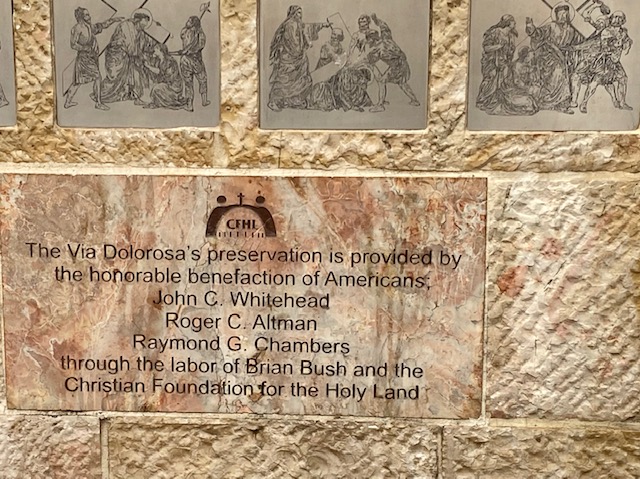 CFHL
The Via Dolorosa's preservation is provided by
the honorable benefaction of Americans;
John C. Whitehead
Roger C. Altman
Raymond G. Chambers
through the labor of Brian Bush and the
Christian Foundation for the Holy Land